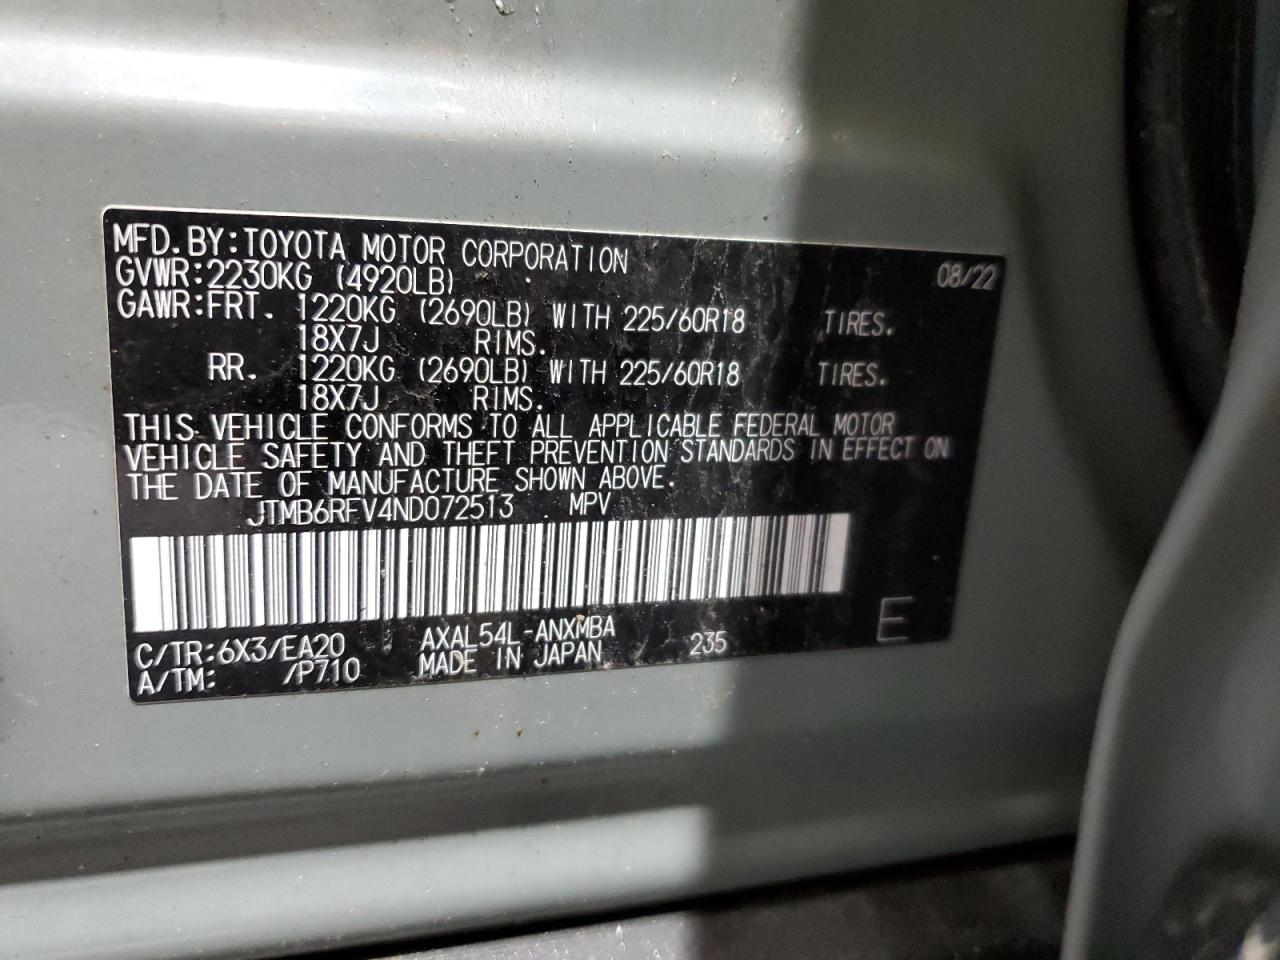 MFD.BY:TOYOTA MOTOR CORPORATION 08/22
GVWR:2230KG (4920LB)
GAWR:FRT. 1220KG (2690LB) WITH 225/60R18 TIRES.
18X7J RIMS.
RR. 1220KG (2690LB) WITH 225/60R18 TIRES.
18X7J RIMS.
THIS VEHICLE CONFORMS TO ALL APPLICABLE FEDERAL MOTOR
VEHICLE SAFETY AND THEFT PREVENTION STANDARDS IN EFFECT ON
THE DATE OF MANUFACTURE SHOWN ABOVE.
JTMB6RFV4ND072513 MPV
C/TR:6X3/EA20 AXAL54L-ANXMBA 235 E
A/TM: /P710 MADE IN JAPAN